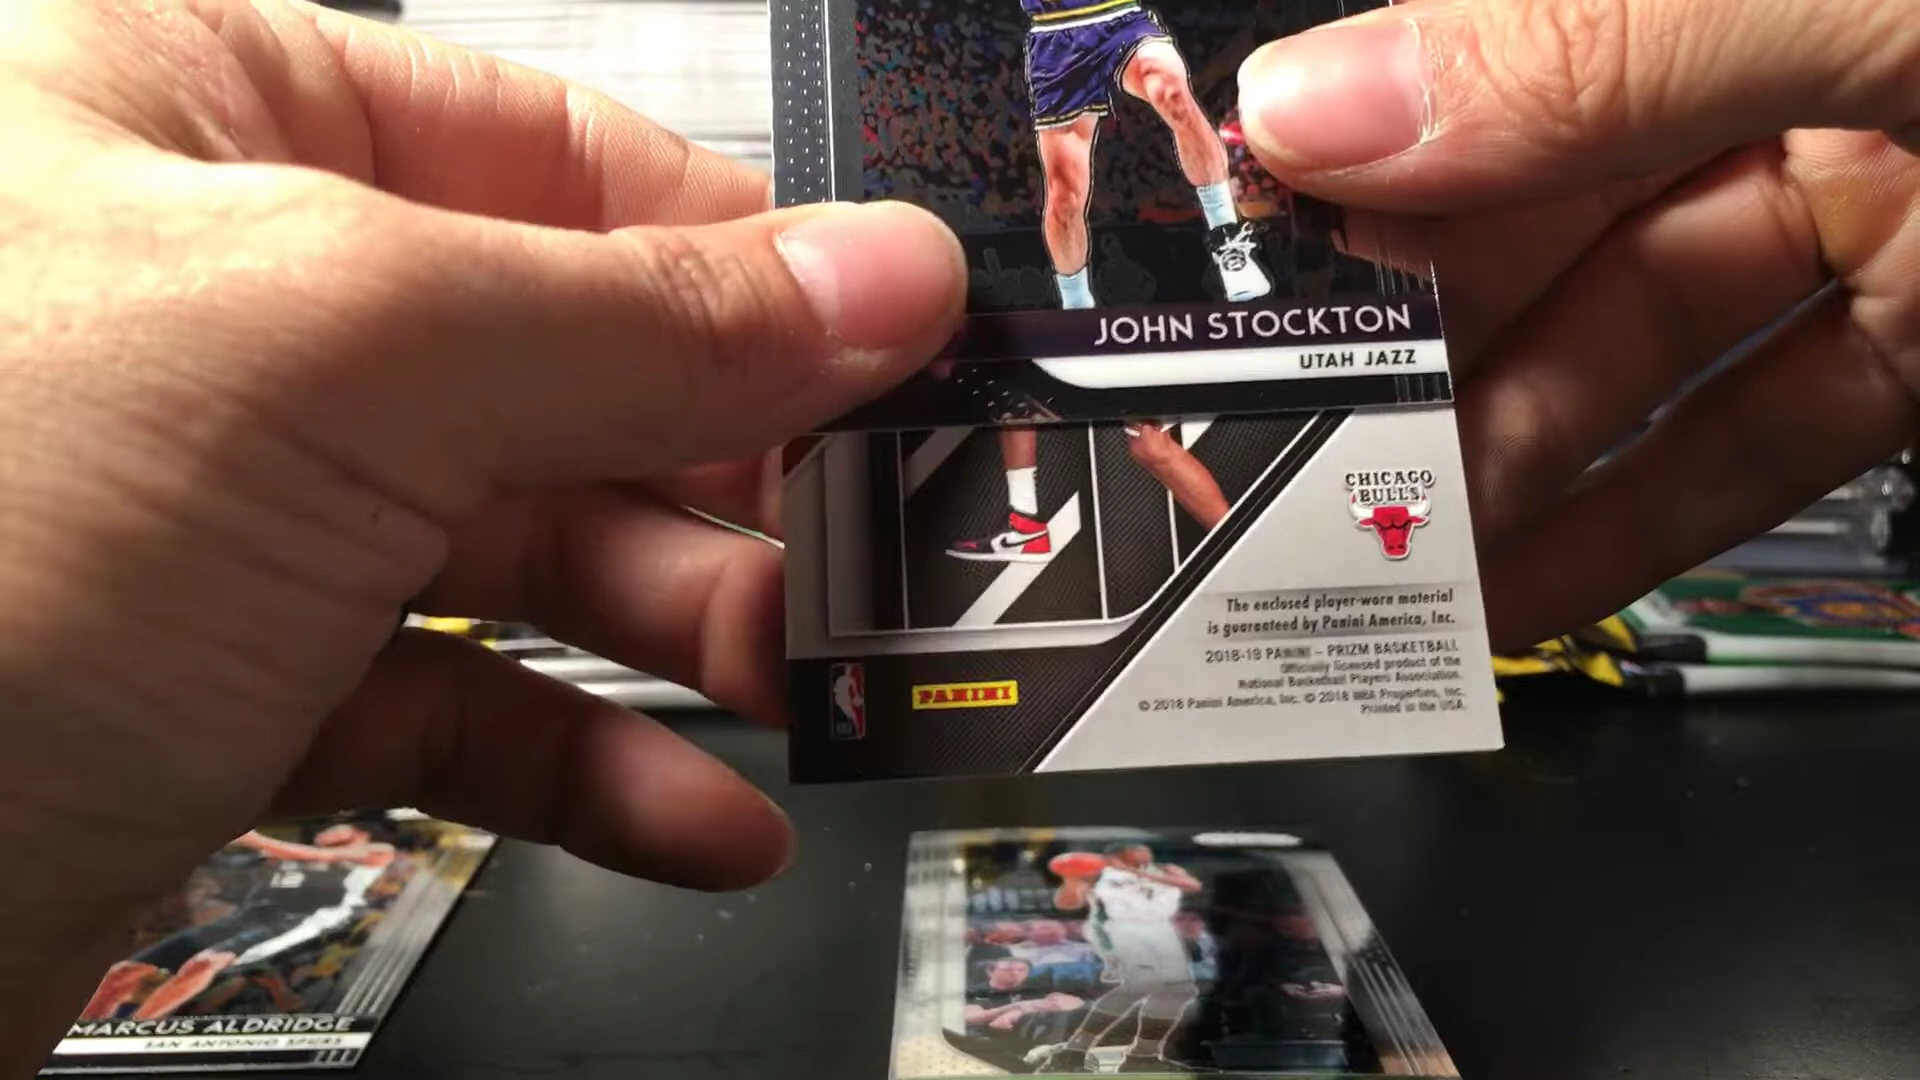 JOHN STOCKTON
UTAH JAZZ
CHICAGO
BULLS
The enclosed player-worn material
is guaranteed by Panini America, Inc.
2018-19 PANINI – PRIZM BASKETBALL
Officially licensed product of the
National Basketball Players Association.
© 2018 Panini America, Inc. © 2018 NBA Properties, Inc.
Printed in the USA.
PANINI
MARCUS ALDRIDGE
SAN ANTONIO SPURS